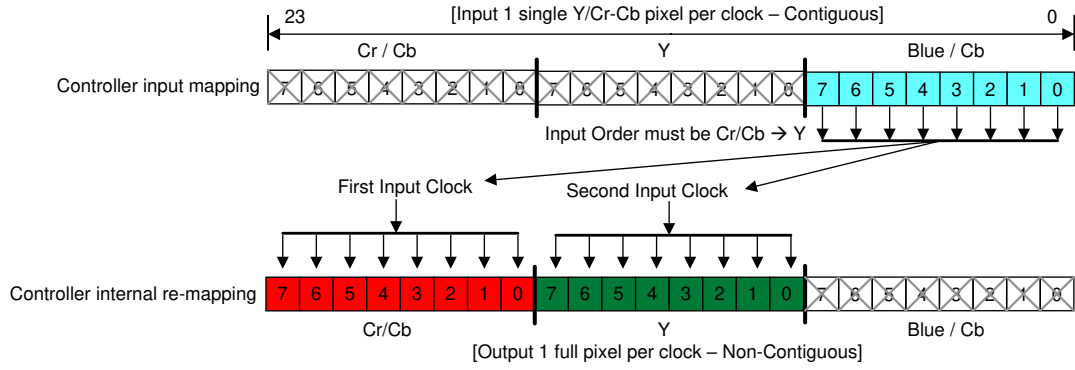 23 [Input 1 single Y/Cr-Cb pixel per clock – Contiguous] 0
Cr / Cb Y Blue / Cb
Controller input mapping 7 6 5 4 3 2 1 0 7 6 5 4 3 2 1 0 7 6 5 4 3 2 1 0
Input Order must be Cr/Cb → Y
First Input Clock Second Input Clock
Controller internal re-mapping 7 6 5 4 3 2 1 0 7 6 5 4 3 2 1 0 7 6 5 4 3 2 1 0
Cr/Cb Y Blue / Cb
[Output 1 full pixel per clock – Non-Contiguous]